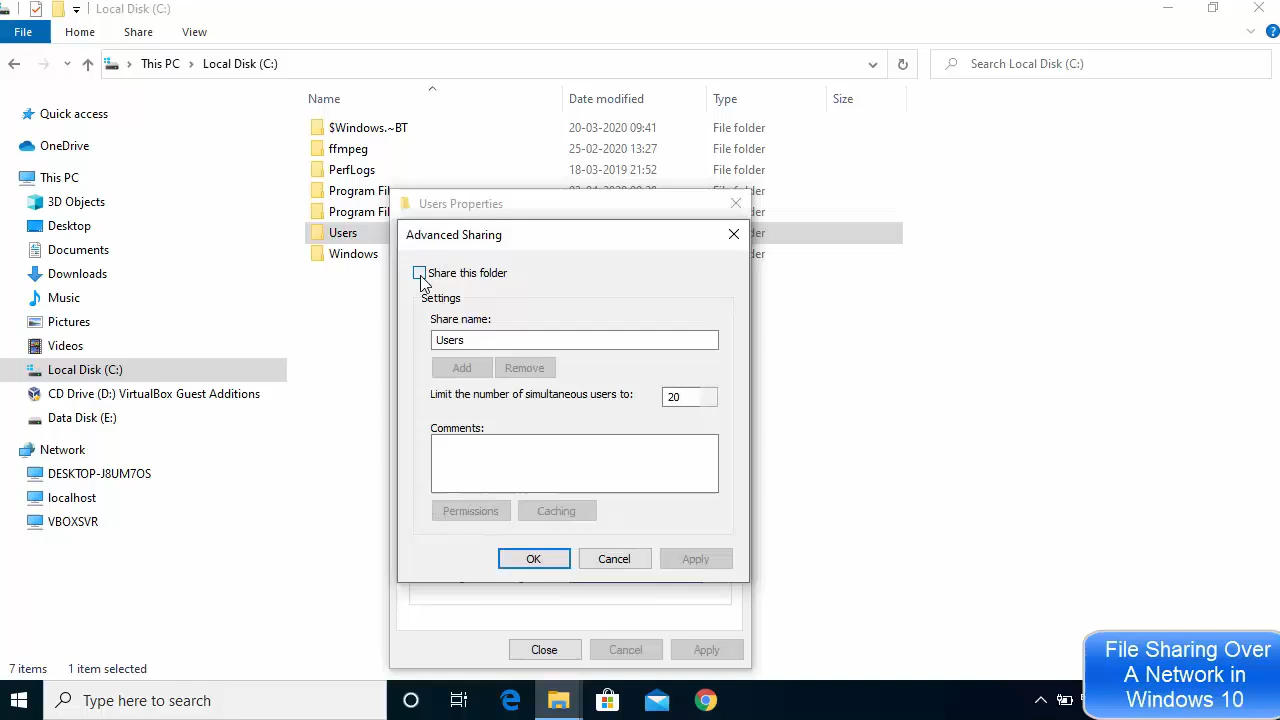 Local Disk (C:)
File Home Share View
This PC Local Disk (C:)
Search Local Disk (C:)
Name Date modified Type Size
Quick access
OneDrive
This PC
3D Objects
Desktop
Documents
Downloads
Music
Pictures
Videos
Local Disk (C:)
CD Drive (D:) VirtualBox Guest Additions
Data Disk (E:)
Network
DESKTOP-J8UM7OS
localhost
VBOXSVR
$Windows.~BT 20-03-2020 09:41 File folder
ffmpeg 25-02-2020 13:27 File folder
PerfLogs 18-03-2019 21:52 File folder
Program
Program
Users
Windows
Users Properties
Advanced Sharing
Share this folder
Settings
Share name:
Users
Add Remove
Limit the number of simultaneous users to: 20
Comments:
Permissions Caching
OK Cancel Apply
Close Cancel Apply
7 items 1 item selected
Type here to search
File Sharing Over
A Network in
Windows 10